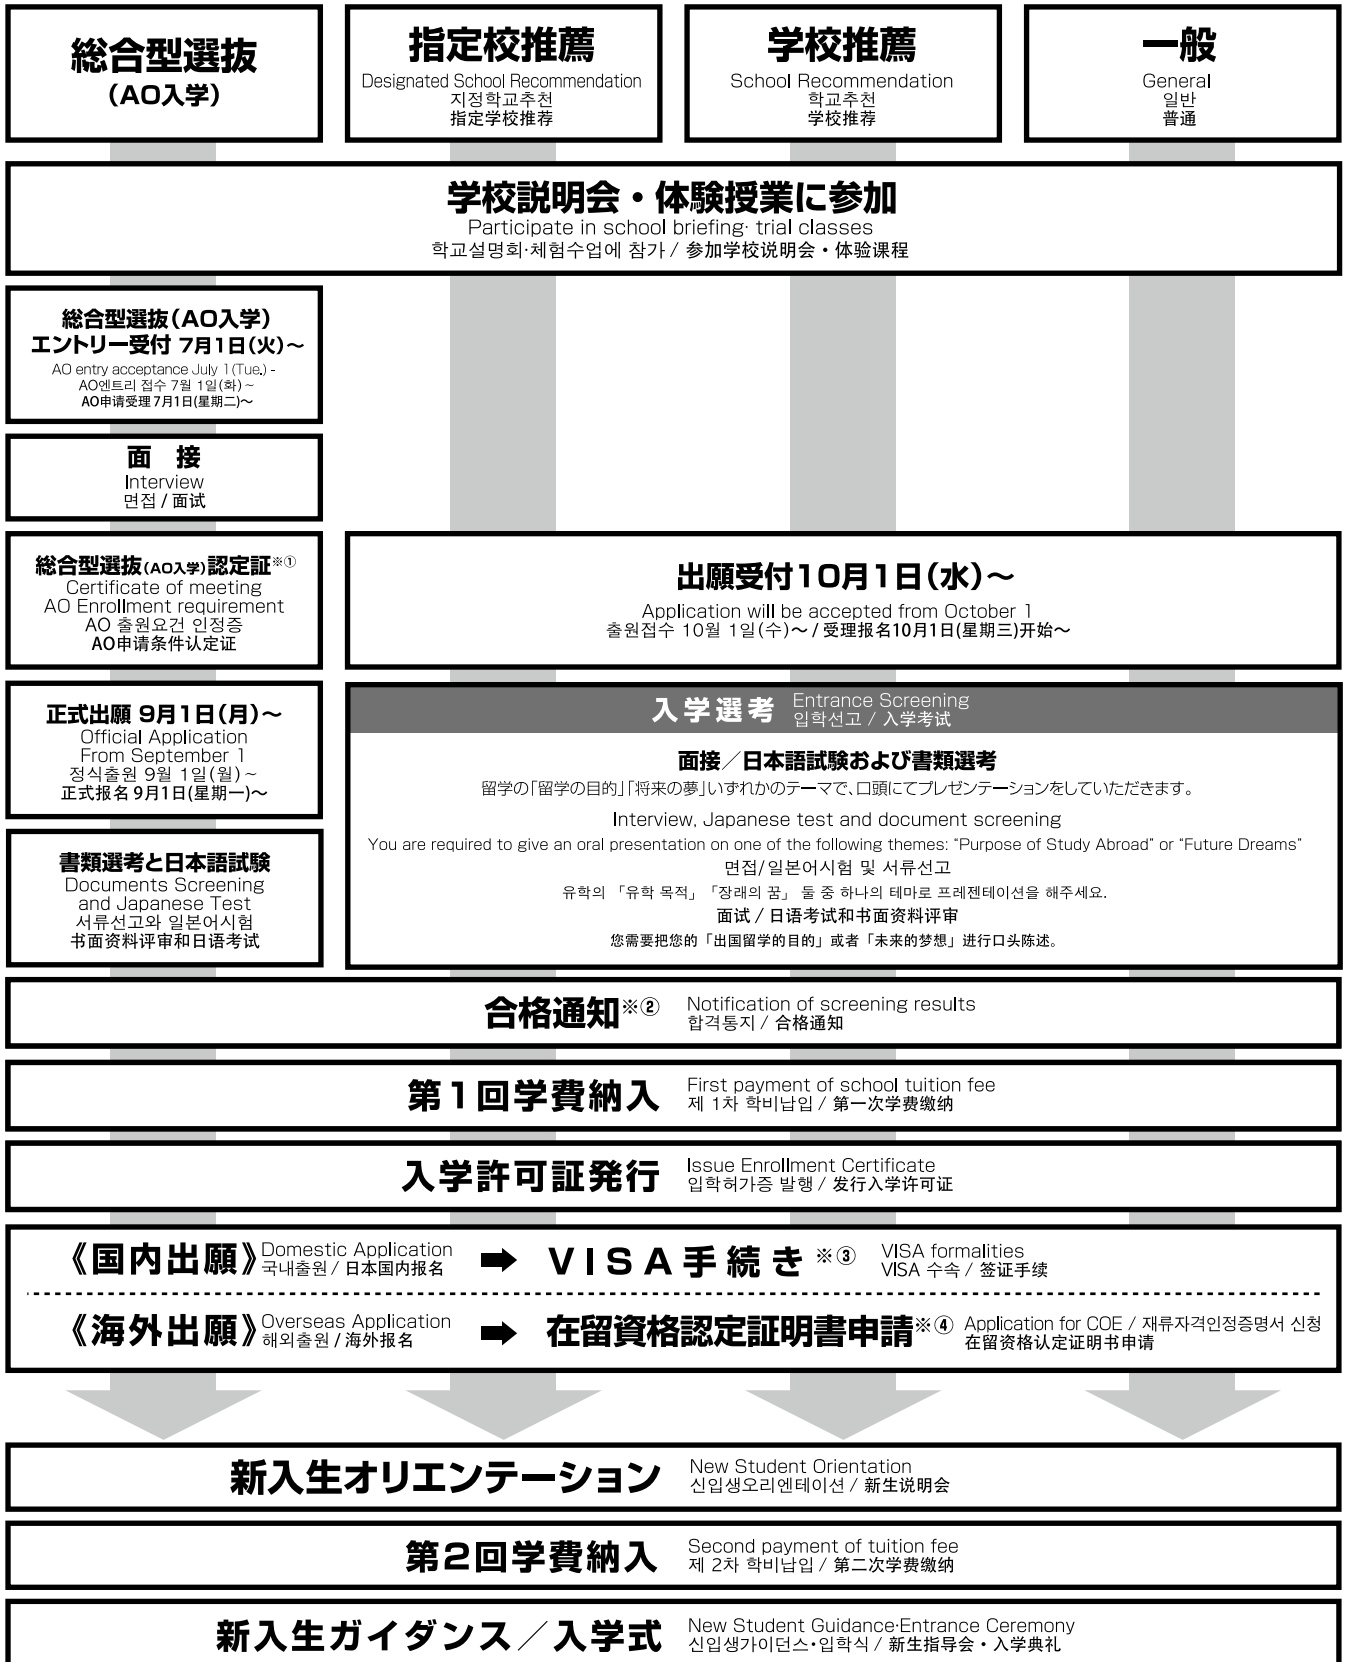 総合型選抜
（AO入学）
指定校推薦
Designated School Recommendation
지정학교추천
指定学校推荐
学校推薦
School Recommendation
학교추천
学校推荐
一般
General
일반
普通
学校説明会・体験授業に参加
Participate in school briefing· trial classes
학교설명회·체험수업에 참가 / 参加学校说明会・体验课程
総合型選抜（AO入学）
エントリー受付 7月1日（火）～
AO entry acceptance July 1(Tue.) -
AO엔트리 접수 7월 1일(화) ~
AO申请受理 7月1日(星期二)～
面 接
Interview
면접 / 面试
総合型選抜（AO入学）認定証※①
Certificate of meeting
AO Enrollment requirement
AO 출원요건 인정증
AO申请条件认定证
出願受付10月1日（水）～
Application will be accepted from October 1
출원접수 10월 1일(수)～ / 受理报名10月1日(星期三)开始～
正式出願 9月1日（月）～
Official Application
From September 1
정식출원 9월 1일(월) ~
正式报名 9月1日(星期一)～
書類選考と日本語試験
Documents Screening
and Japanese Test
서류선고와 일본어시험
书面资料评审和日语考试
入学選考 Entrance Screening
입학선고 / 入学考试
面接／日本語試験および書類選考
留学の「留学の目的」「将来の夢」いずれかのテーマで、口頭にてプレゼンテーションをしていただきます。
Interview, Japanese test and document screening
You are required to give an oral presentation on one of the following themes: “Purpose of Study Abroad” or “Future Dreams”
면접/일본어시험 및 서류선고
유학의 「유학 목적」 「장래의 꿈」 둘 중 하나의 테마로 프레젠테이션을 해주세요.
面试 / 日语考试和书面资料评审
您需要把您的「出国留学的目的」或者「未来的梦想」进行口头陈述。
合格通知※② Notification of screening results
합격통지 / 合格通知
第1回学費納入 First payment of school tuition fee
제 1차 학비납입 / 第一次学费缴纳
入学許可証発行 Issue Enrollment Certificate
입학허가증 발행 / 发行入学许可证
《国内出願》 Domestic Application
국내출원 / 日本国内报名
➡ VISA手続き※③ VISA formalities
VISA 수속 / 签证手续
《海外出願》 Overseas Application
해외출원 / 海外报名
➡ 在留資格認定証明書申請※④ Application for COE / 재류자격인정증명서 신청
在留资格认定证明书申请
新入生オリエンテーション New Student Orientation
신입생오리엔테이션 / 新生说明会
第2回学費納入 Second payment of tuition fee
제 2차 학비납입 / 第二次学费缴纳
新入生ガイダンス／入学式 New Student Guidance·Entrance Ceremony
신입생가이던스・입학식 / 新生指导会・入学典礼